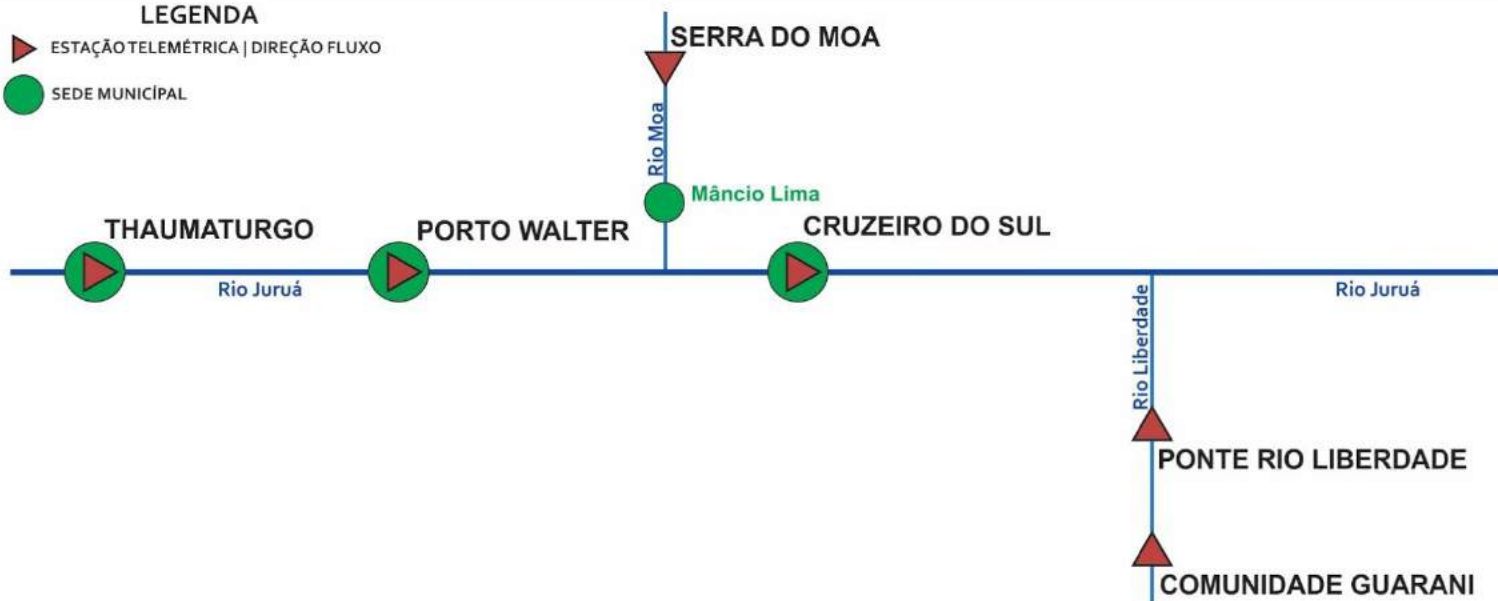 LEGENDA
ESTAÇÃO TELEMÉTRICA | DIREÇÃO FLUXO
SEDE MUNICÍPAL
SERRA DO MOA
Rio Moa
Mâncio Lima
THAUMATURGO
PORTO WALTER
CRUZEIRO DO SUL
Rio Juruá
Rio Juruá
Rio Liberdade
PONTE RIO LIBERDADE
COMUNIDADE GUARANI